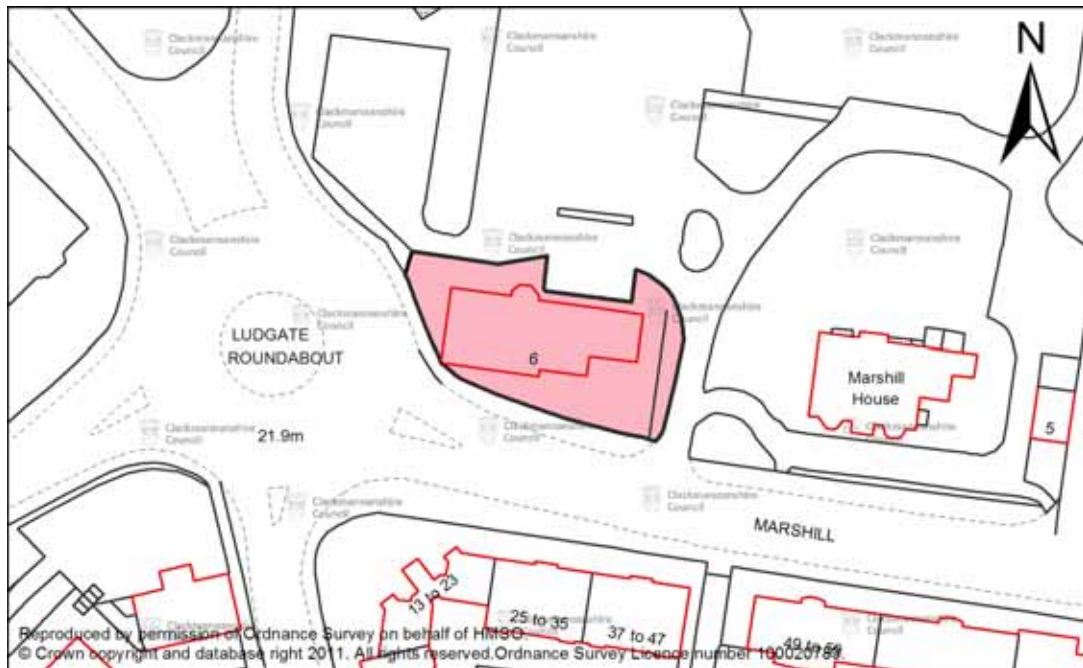 Clackmannanshire
Council
N
LUDGATE
ROUNDABOUT
6
Marshill
House
5
21.9m
MARSHILL
13 to 23
25 to 35
37 to 47
Reproduced by permission of Ordnance Survey on behalf of HMSO.
© Crown copyright and database right 2011. All rights reserved.Ordnance Survey Licence number